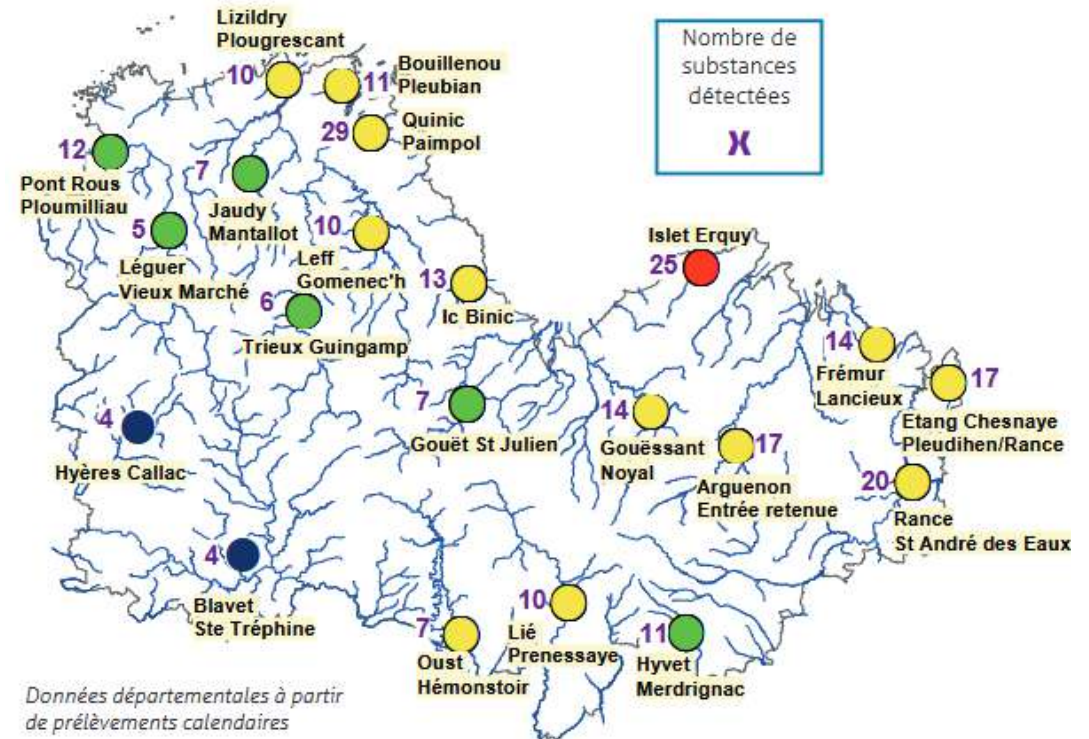 Lizildry
Plougrescant
10
Bouillenou
Pleubian
11
Quinic
Paimpol
29
Nombre de
substances
détectées
X
12
Pont Rous
Ploumilliau
7
Jaudy
Mantallot
5
Léguer
Vieux Marché
10
Leff
Gomenec'h
6
Trieux Guingamp
13
Ic Binic
Islet Erquy
25
14
Frémur
Lancieux
17
Etang Chesnaye
Pleudihen/Rance
4
Hyères Callac
7
Gouët St Julien
14
Gouëssant
Noyal
17
Arguenon
Entrée retenue
20
Rance
St André des Eaux
4
Blavet
Ste Tréphine
7
Oust
Hémonstoir
10
Lié
Prenessaye
11
Hyvet
Merdrignac
Données départementales à partir
de prélèvements calendaires